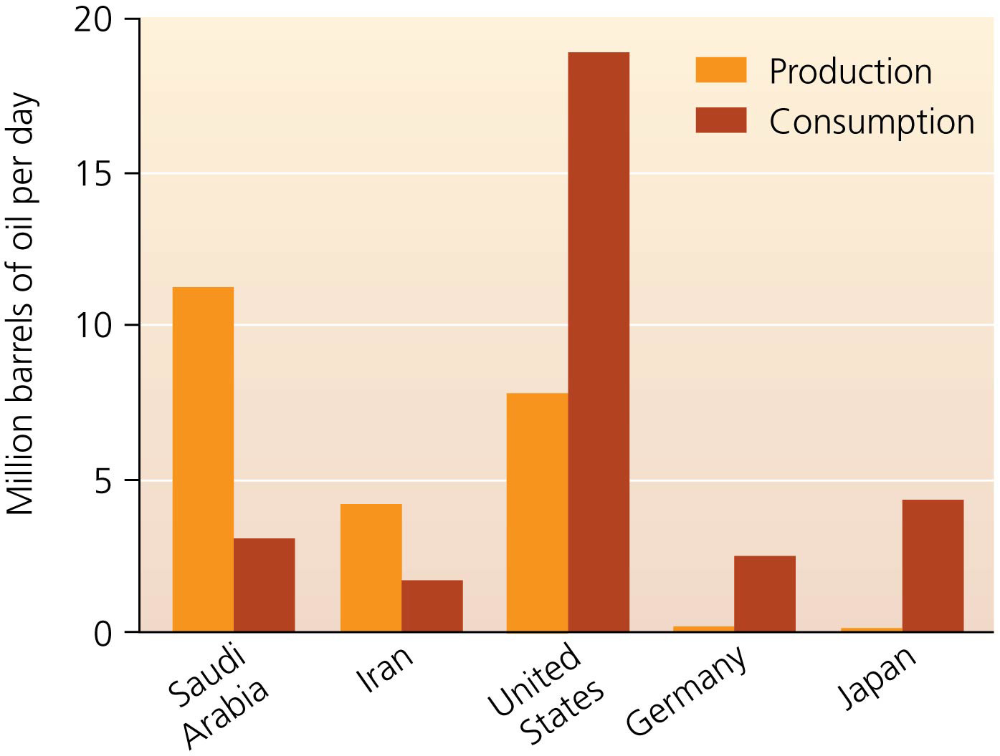 Million barrels of oil per day
20
15
10
5
0
Production
Consumption
Saudi
Arabia
Iran
United
States
Germany
Japan